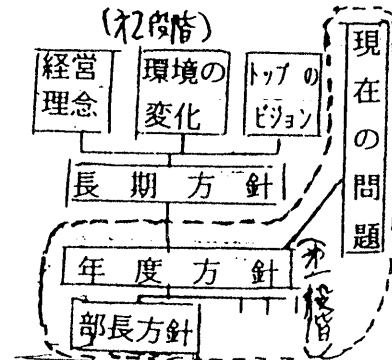 (第2段階)
経営
理念
環境の
変化
トップの
ビジョン
現在の問題
長期方針
年度方針
(第一段階)
部長方針